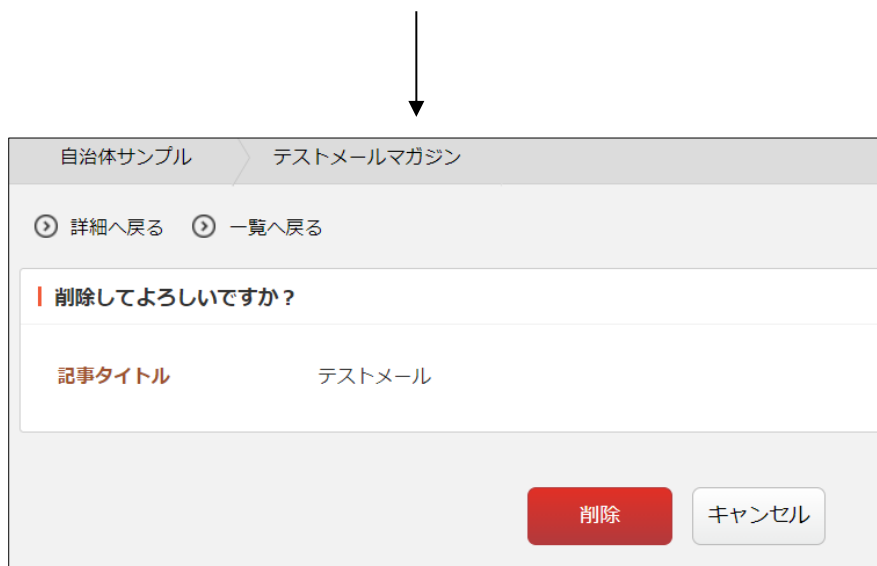 自治体サンプル テストメールマガジン
詳細へ戻る 一覧へ戻る
削除してよろしいですか？
記事タイトル テストメール
削除 キャンセル